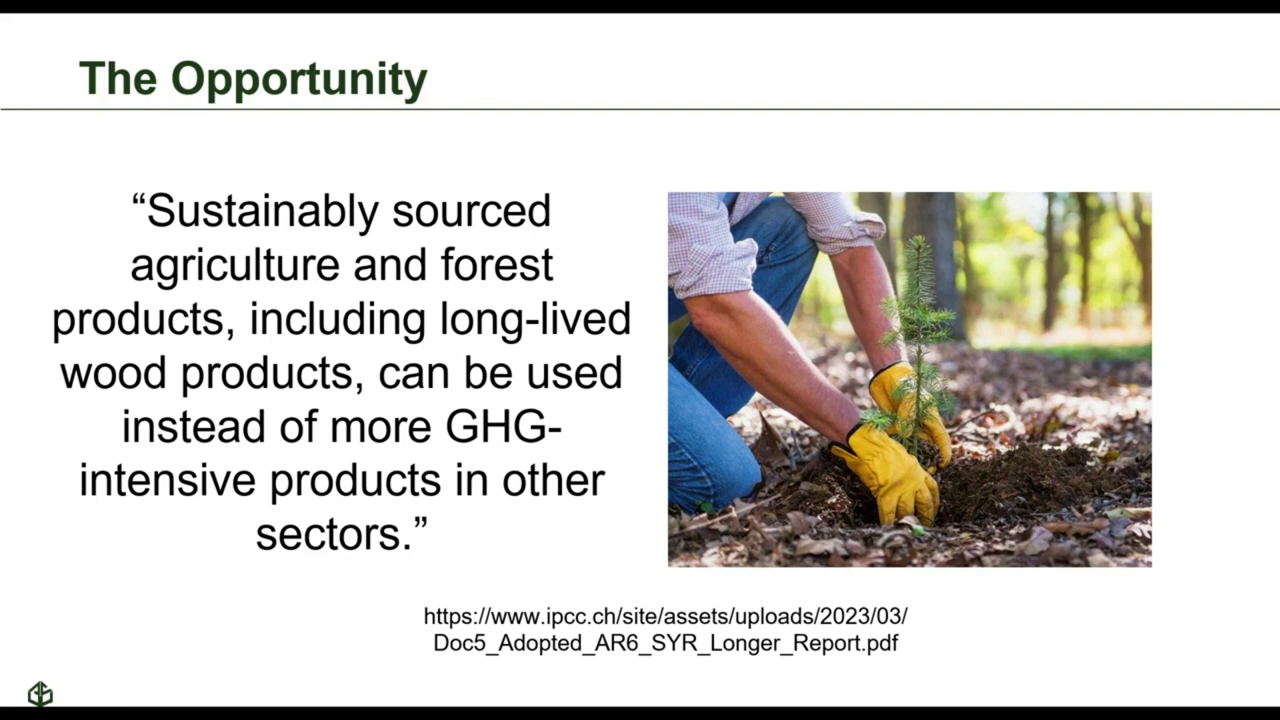 The Opportunity
“Sustainably sourced
agriculture and forest
products, including long-lived
wood products, can be used
instead of more GHG-
intensive products in other
sectors.”
https://www.ipcc.ch/site/assets/uploads/2023/03/
Doc5_Adopted_AR6_SYR_Longer_Report.pdf